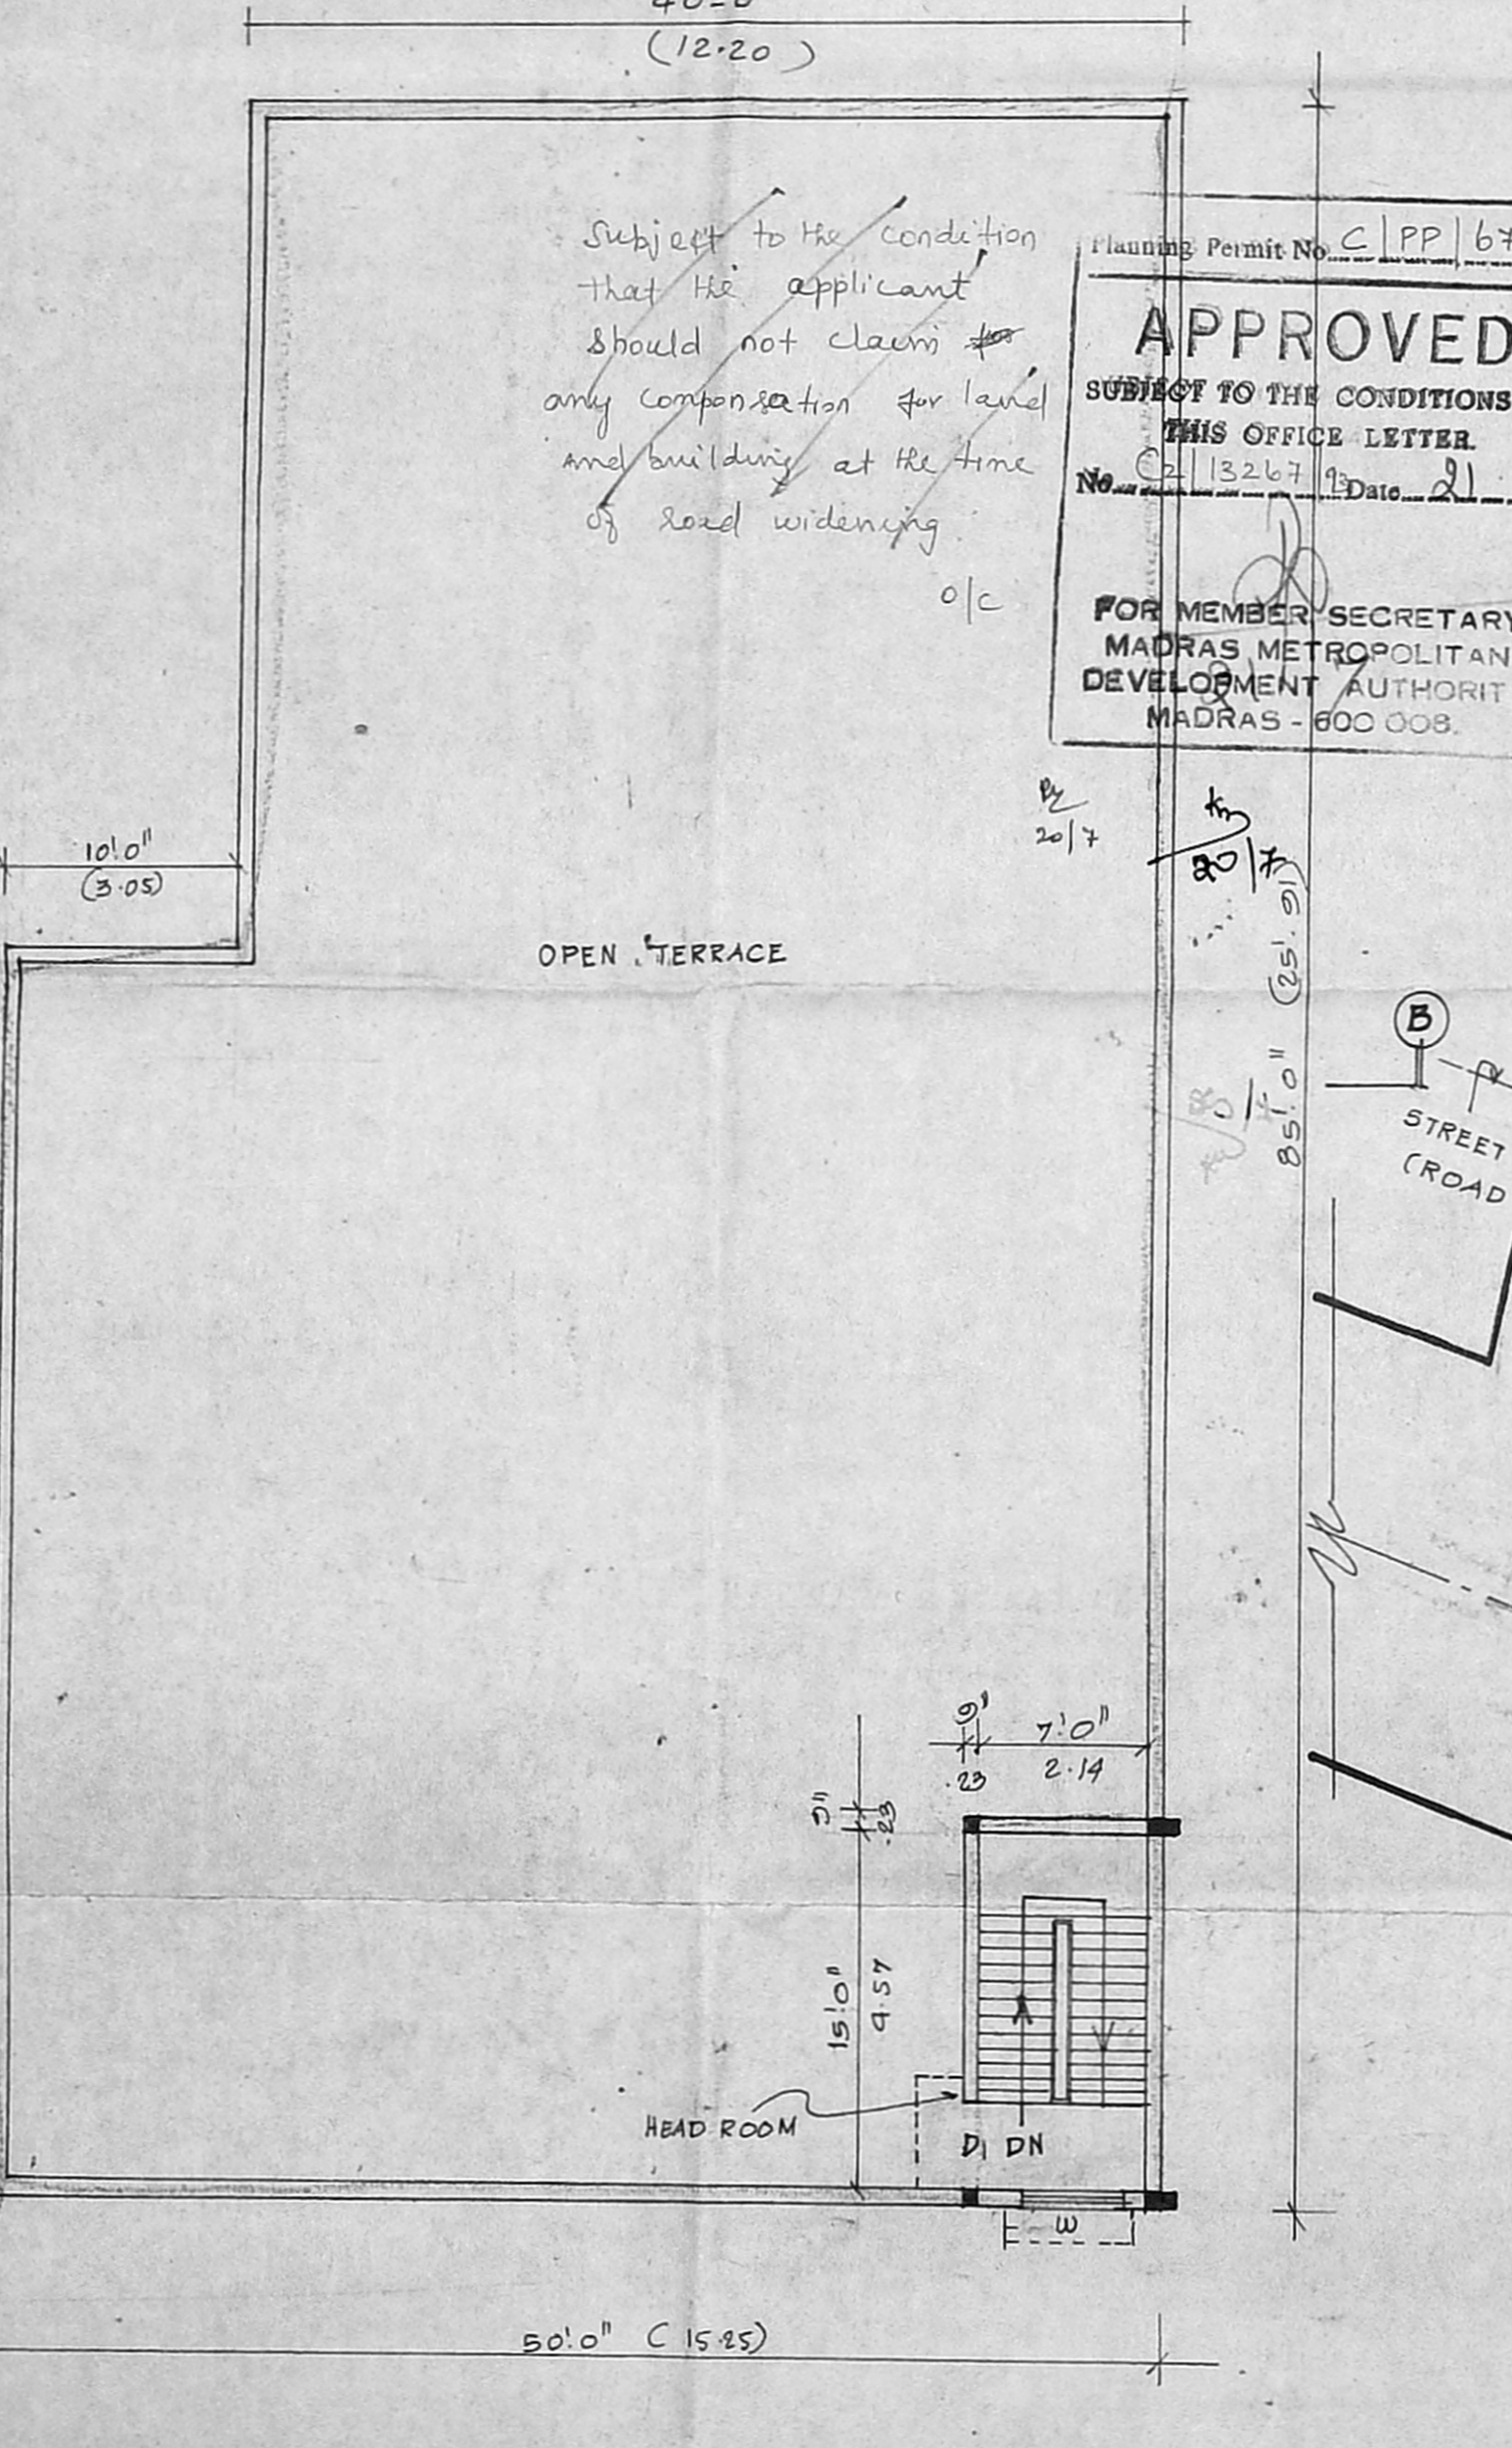 40'-0"
(12.20)
Subject to the condition
that the applicant
should not claim
any compensation for land
and building at the time
of road widening.
O/C
Planning Permit No. C/PP/67
APPROVED
SUBJECT TO THE CONDITIONS
THIS OFFICE LETTER
No. C2/13267/93 Date 21
FOR MEMBER SECRETARY
MADRAS METROPOLITAN
DEVELOPMENT AUTHORIT
MADRAS - 600 008.
20/7
20/7
10'.0"
(3.05)
OPEN TERRACE
85'.0" (25.91)
B
STREET
(ROAD
9"
7'.0"
.23
2.14
9"
.23
15'.0"
4.57
HEAD ROOM
D1 DN
W
50'.0" (15.25)